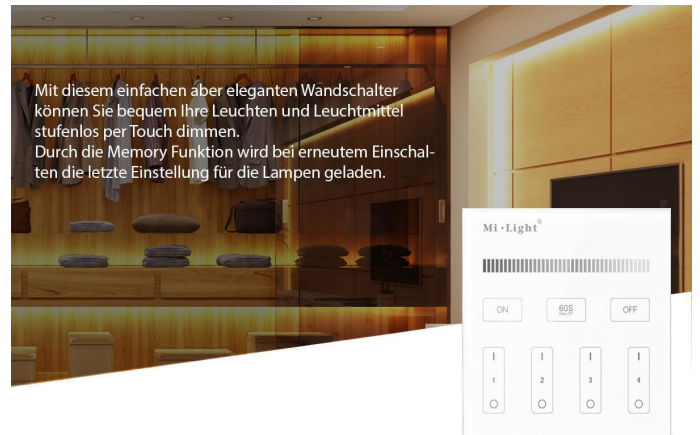 Mit diesem einfachen aber eleganten Wandschalter
können Sie bequem Ihre Leuchten und Leuchtmittel
stufenlos per Touch dimmen.
Durch die Memory Funktion wird bei erneutem Einschal-
ten die letzte Einstellung für die Lampen geladen.
Mi·Light®
ON 60S OFF
1 2 3 4